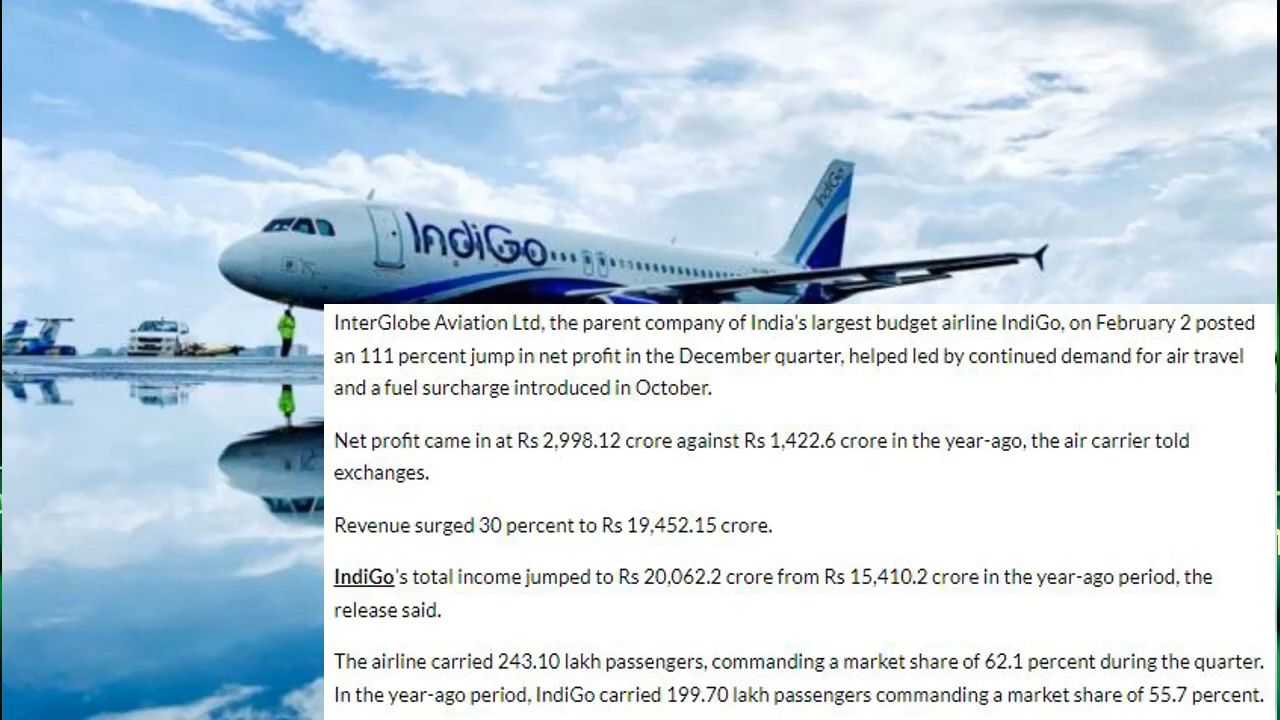 IndiGo
IndiGo
InterGlobe Aviation Ltd, the parent company of India's largest budget airline IndiGo, on February 2 posted
an 111 percent jump in net profit in the December quarter, helped led by continued demand for air travel
and a fuel surcharge introduced in October.
Net profit came in at Rs 2,998.12 crore against Rs 1,422.6 crore in the year-ago, the air carrier told
exchanges.
Revenue surged 30 percent to Rs 19,452.15 crore.
IndiGo's total income jumped to Rs 20,062.2 crore from Rs 15,410.2 crore in the year-ago period, the
release said.
The airline carried 243.10 lakh passengers, commanding a market share of 62.1 percent during the quarter.
In the year-ago period, IndiGo carried 199.70 lakh passengers commanding a market share of 55.7 percent.